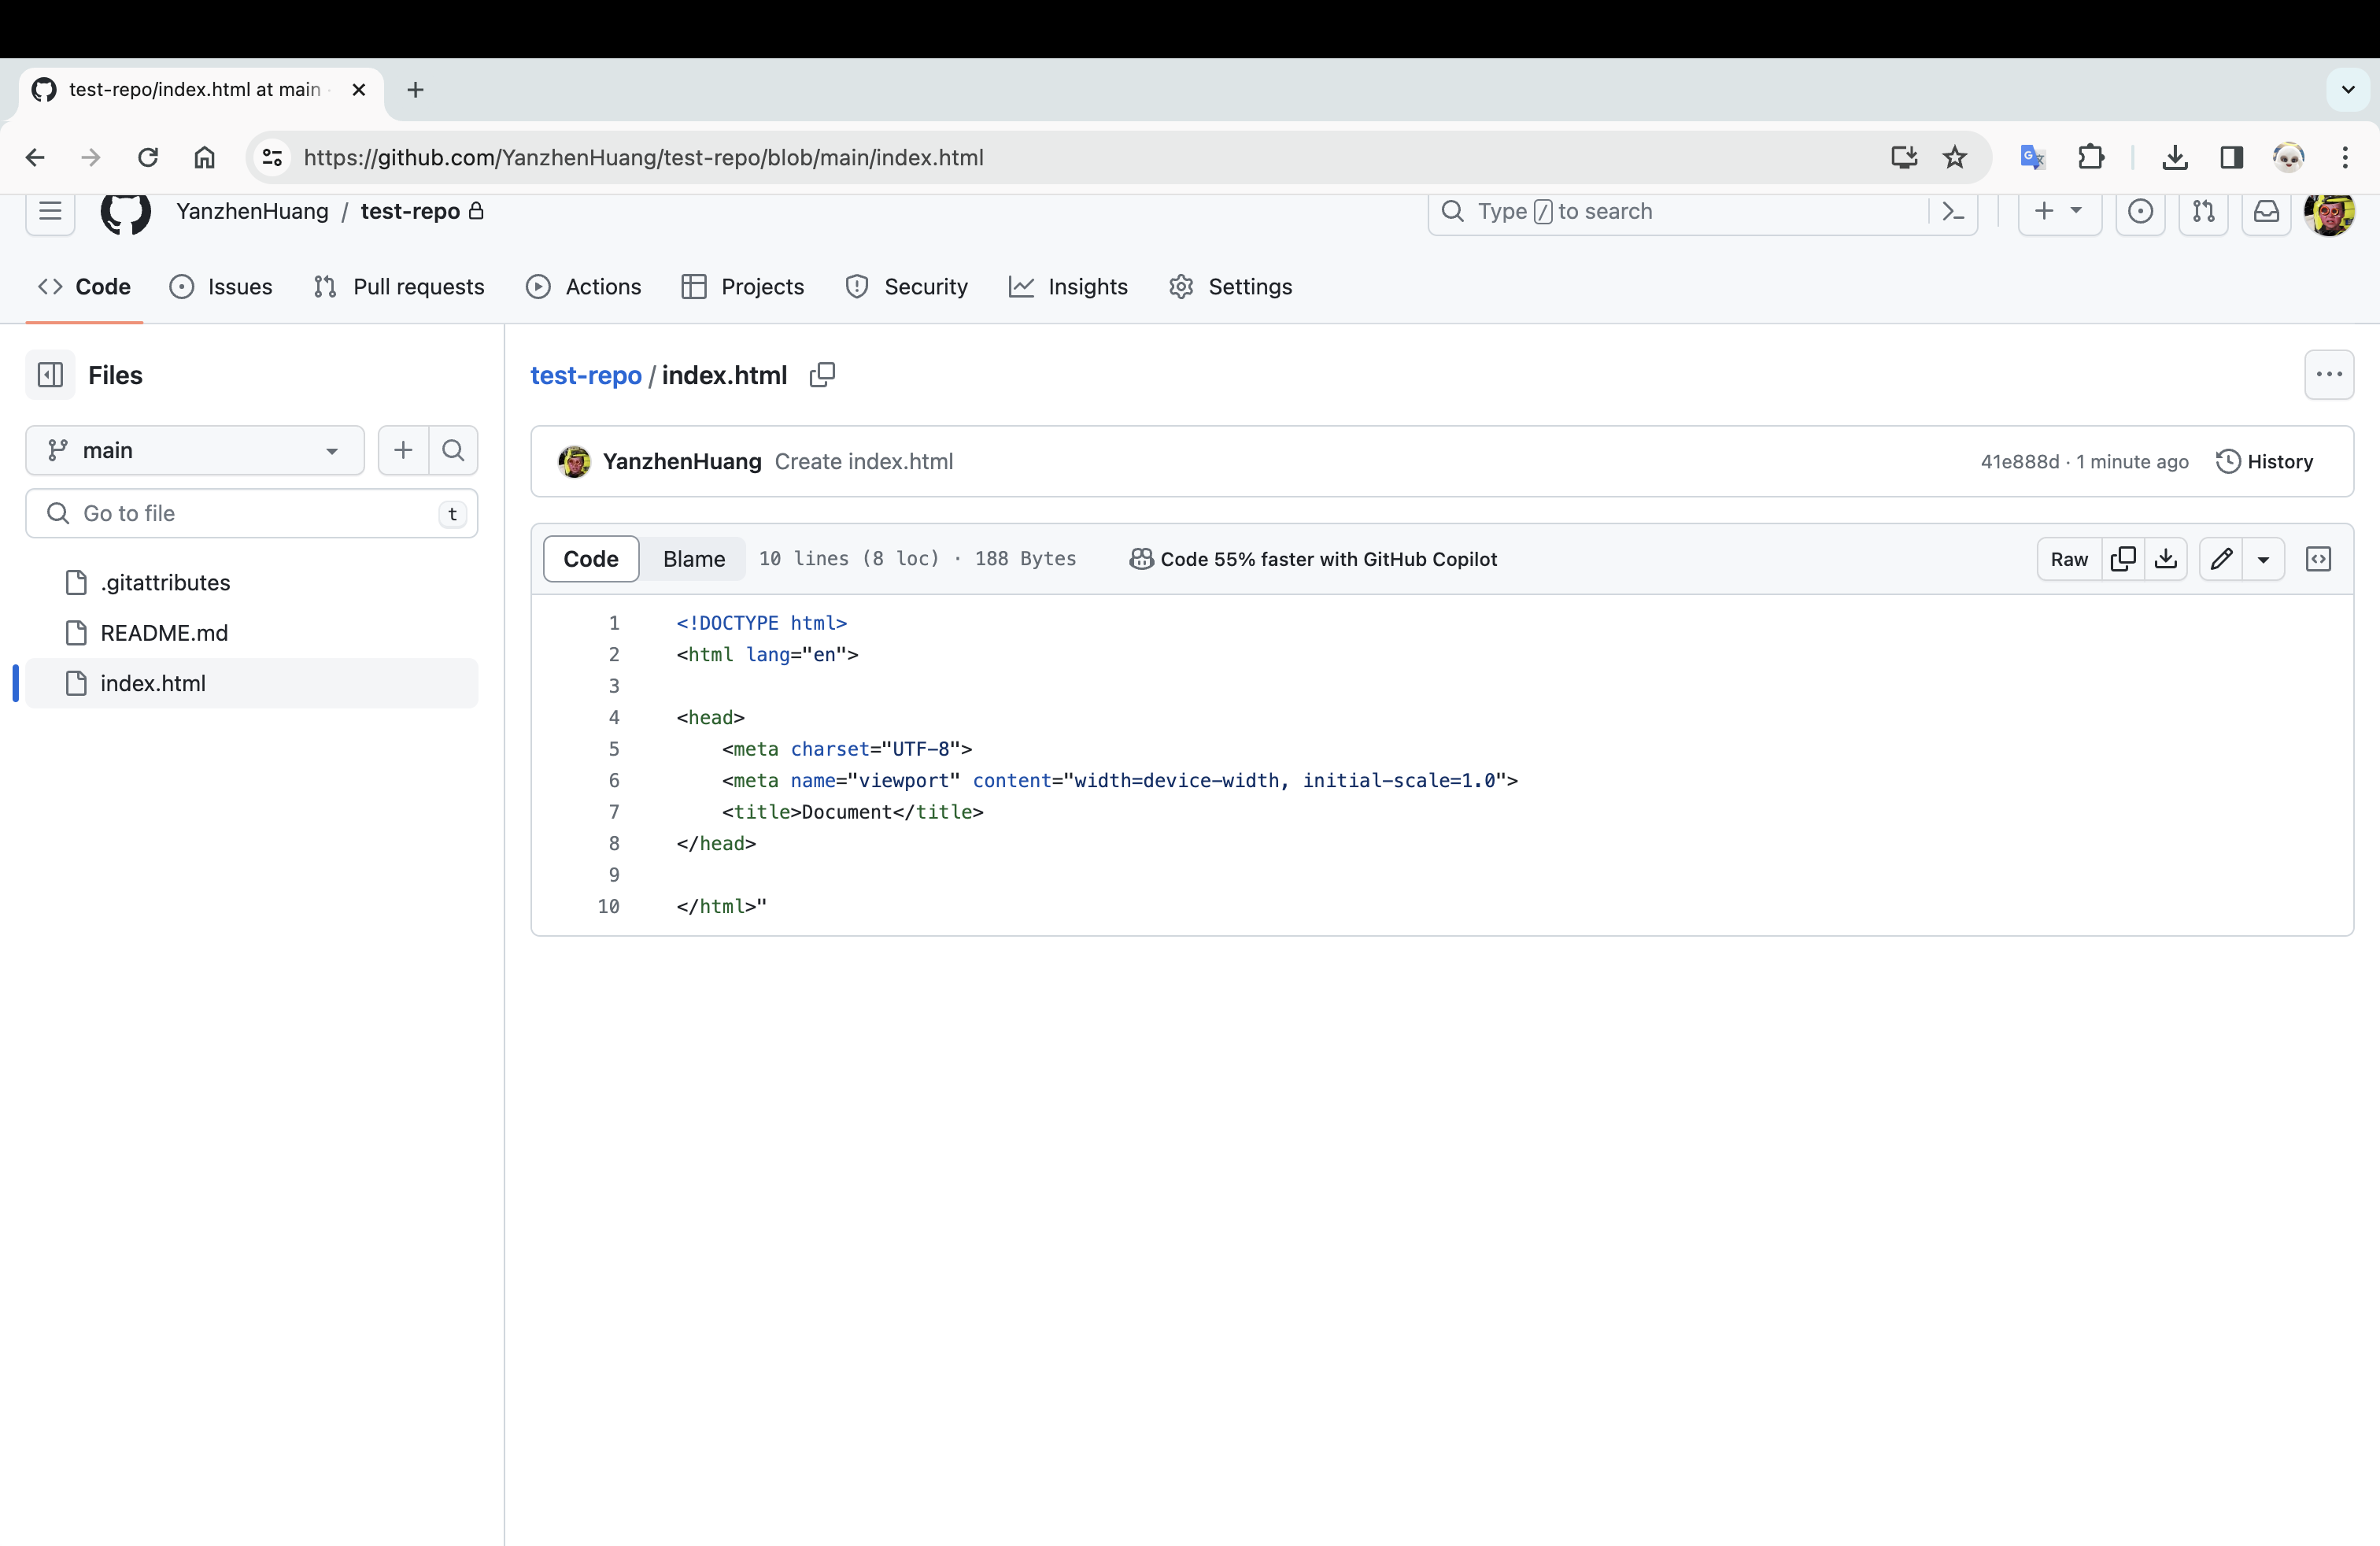 test-repo/index.html at main
https://github.com/YanzhenHuang/test-repo/blob/main/index.html
YanzhenHuang / test-repo
Type / to search
Code Issues Pull requests Actions Projects Security Insights Settings
Files
test-repo / index.html
main
YanzhenHuang Create index.html
41e888d · 1 minute ago History
Go to file t
Code Blame 10 lines (8 loc) · 188 Bytes Code 55% faster with GitHub Copilot Raw
.gitattributes
README.md
index.html
1 <!DOCTYPE html>
2 <html lang="en">
3
4 <head>
5     <meta charset="UTF-8">
6     <meta name="viewport" content="width=device-width, initial-scale=1.0">
7     <title>Document</title>
8 </head>
9
10 </html>"